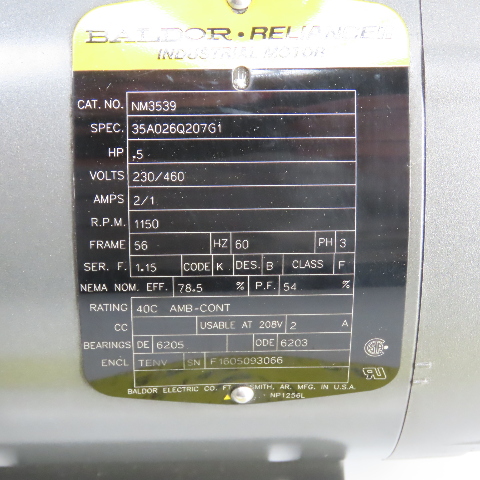 BALDOR • RELIANCE
INDUSTRIAL MOTOR
CAT. NO. NM3539
SPEC. 35A026Q207G1
HP .5
VOLTS 230/460
AMPS 2/1
R.P.M. 1150
FRAME 56 HZ 60 PH 3
SER. F. 1.15 CODE K DES. B CLASS F
NEMA NOM. EFF. 78.5 % P.F. 54 %
RATING 40C AMB-CONT
CC USABLE AT 208V 2 A
BEARINGS DE 6205 ODE 6203
ENCL TENV SN F1605093066
BALDOR ELECTRIC CO. FT. SMITH, AR. MFG. IN U.S.A.
NP1256L